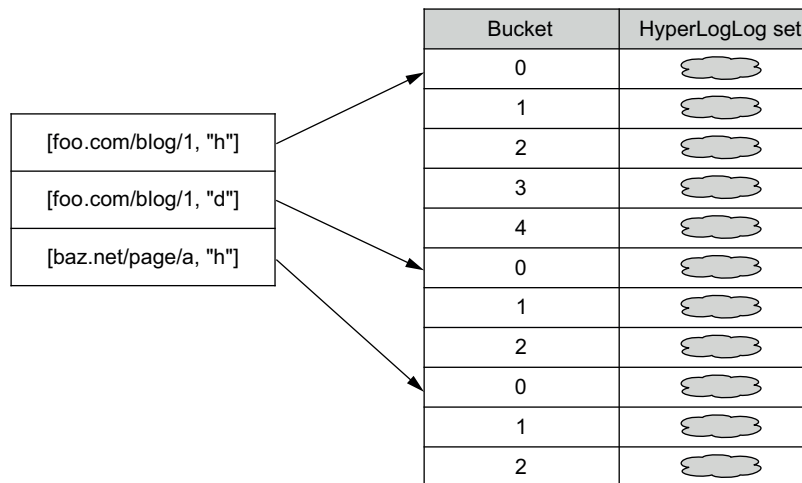 Bucket HyperLogLog set
0
1
[foo.com/blog/1, "h"]
2
3
[foo.com/blog/1, "d"]
4
[baz.net/page/a, "h"]
0
1
2
0
1
2